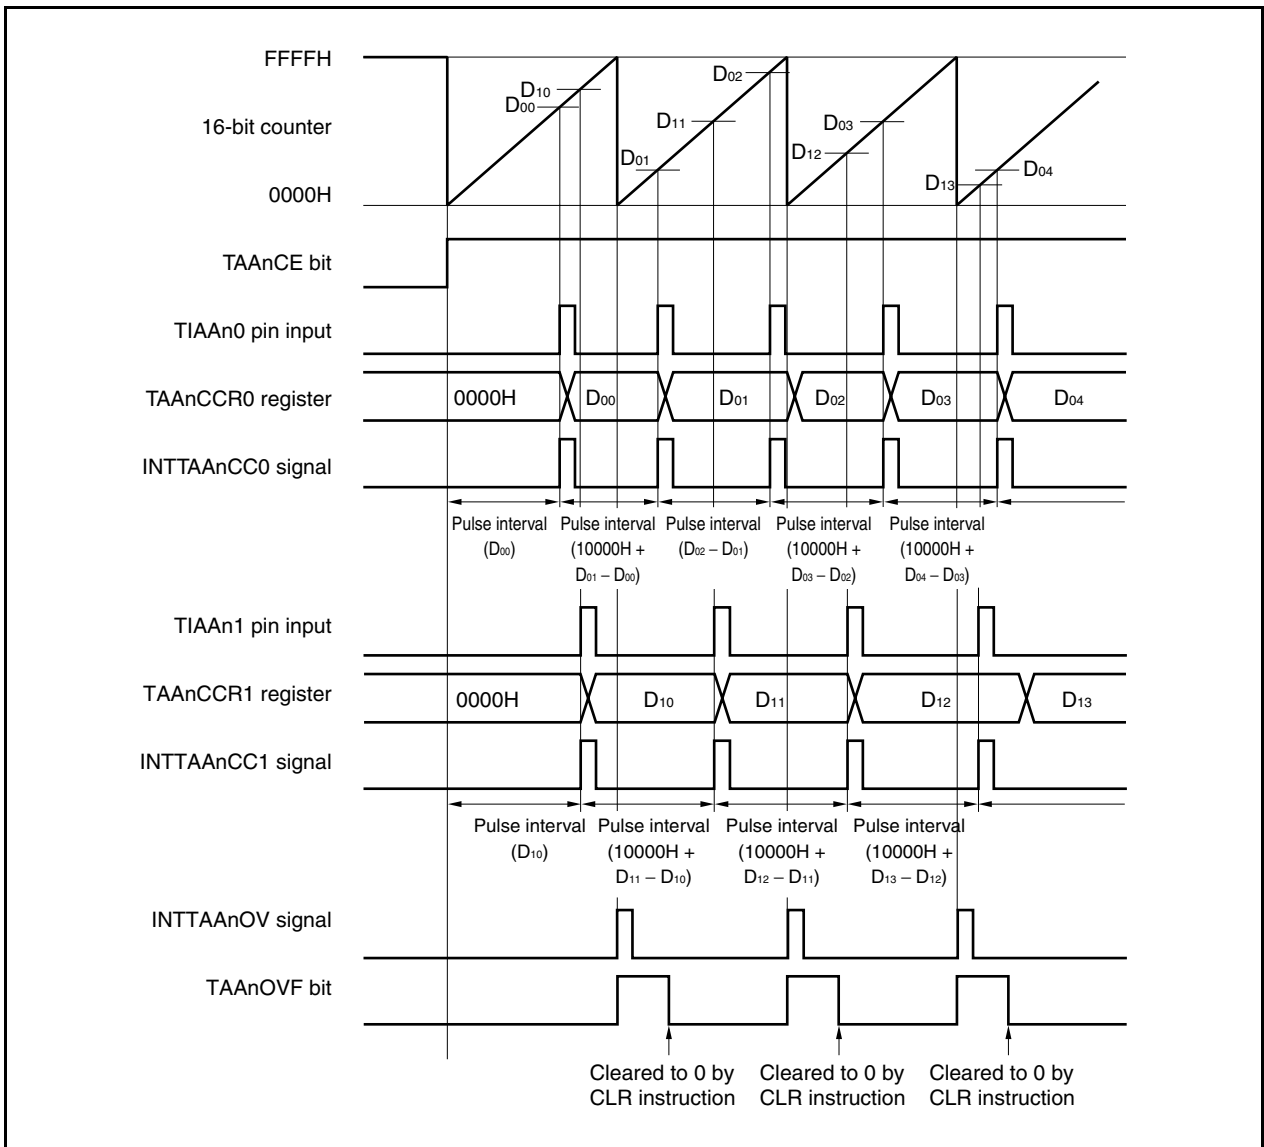 FFFFH
D10
D00
D02
16-bit counter
D11
D03
D01
D12
D13
D04
0000H
TAAnCE bit
TIAAn0 pin input
TAAnCCR0 register
0000H D00 D01 D02 D03 D04
INTTAAnCC0 signal
Pulse interval
(D00)
Pulse interval
(10000H +
D01 – D00)
Pulse interval
(D02 – D01)
Pulse interval
(10000H +
D03 – D02)
Pulse interval
(10000H +
D04 – D03)
TIAAn1 pin input
TAAnCCR1 register
0000H D10 D11 D12 D13
INTTAAnCC1 signal
Pulse interval
(D10)
Pulse interval
(10000H +
D11 – D10)
Pulse interval
(10000H +
D12 – D11)
Pulse interval
(10000H +
D13 – D12)
INTTAAnOV signal
TAAnOVF bit
Cleared to 0 by
CLR instruction
Cleared to 0 by
CLR instruction
Cleared to 0 by
CLR instruction